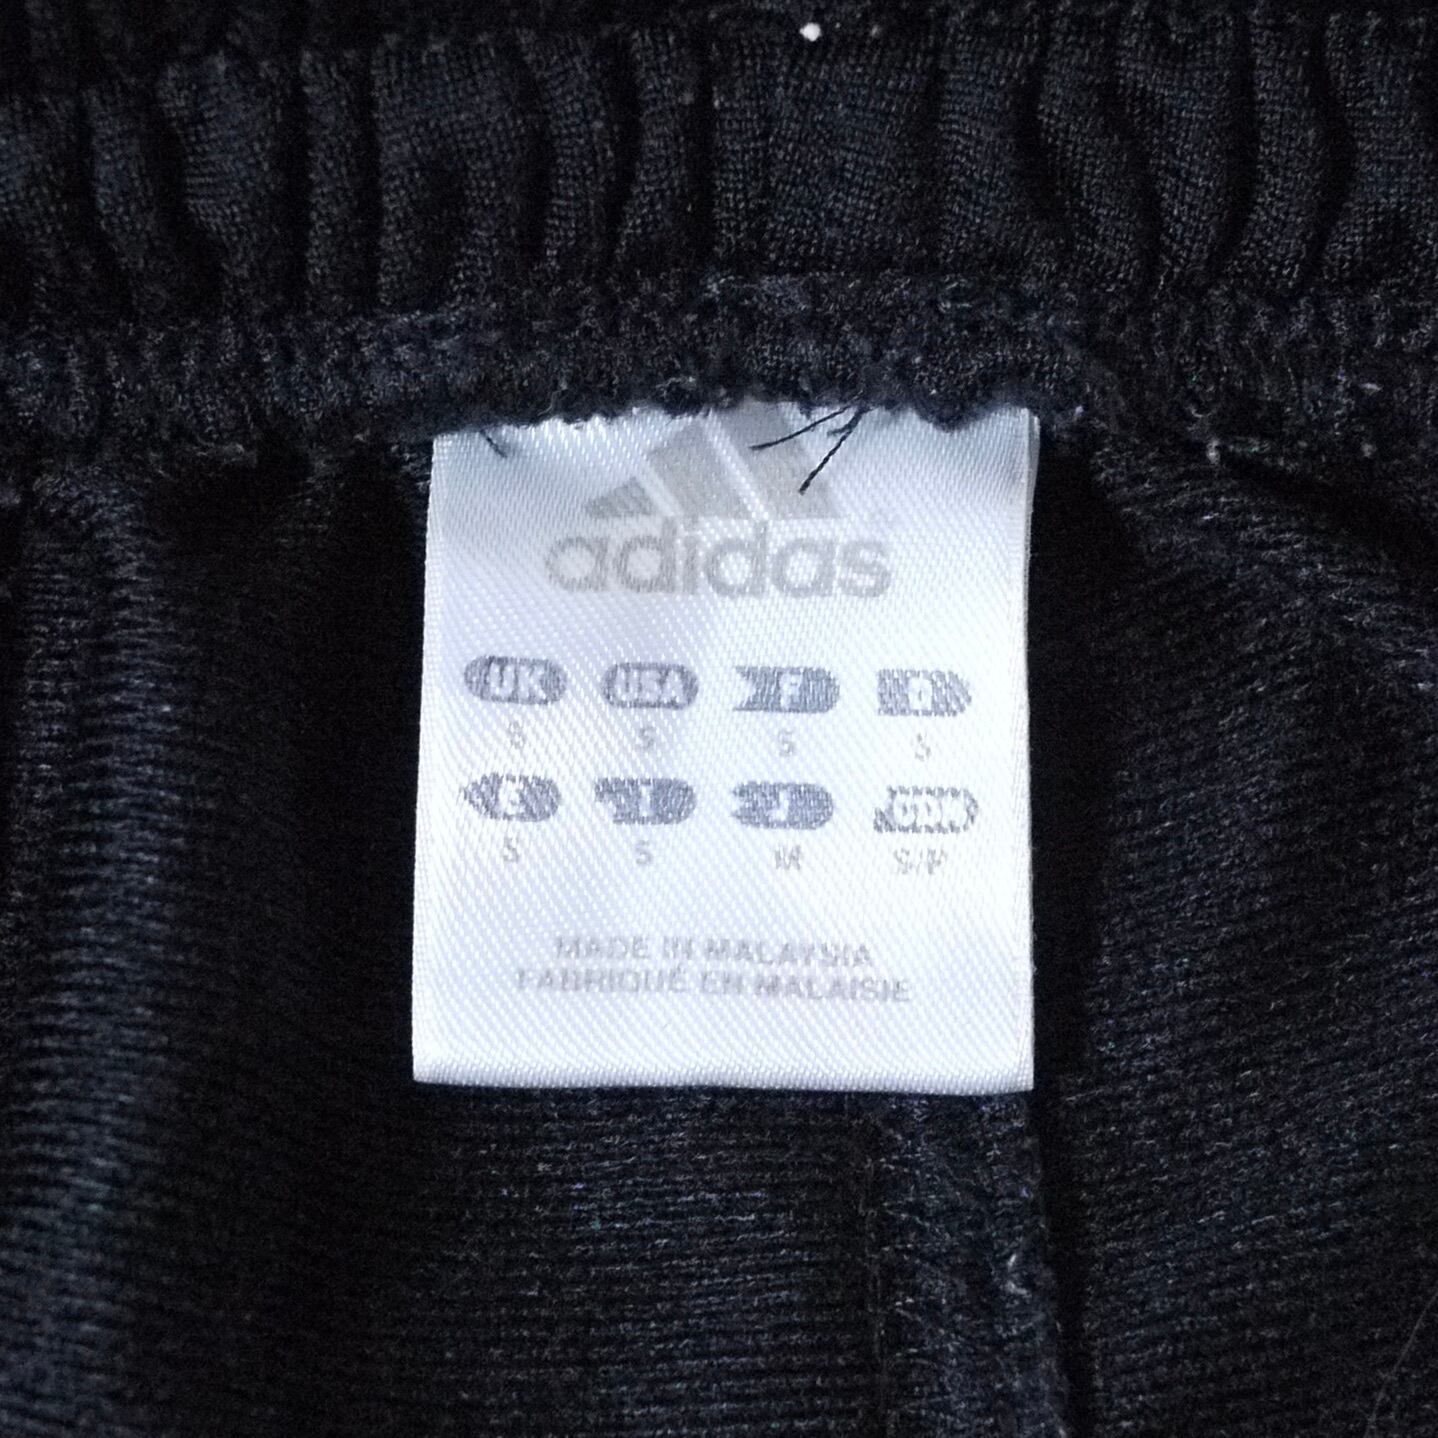 adidas
UK USA F D
S S S S
E I J CDN
S S M S/P
MADE IN MALAYSIA
FABRIQUÉ EN MALAISIE